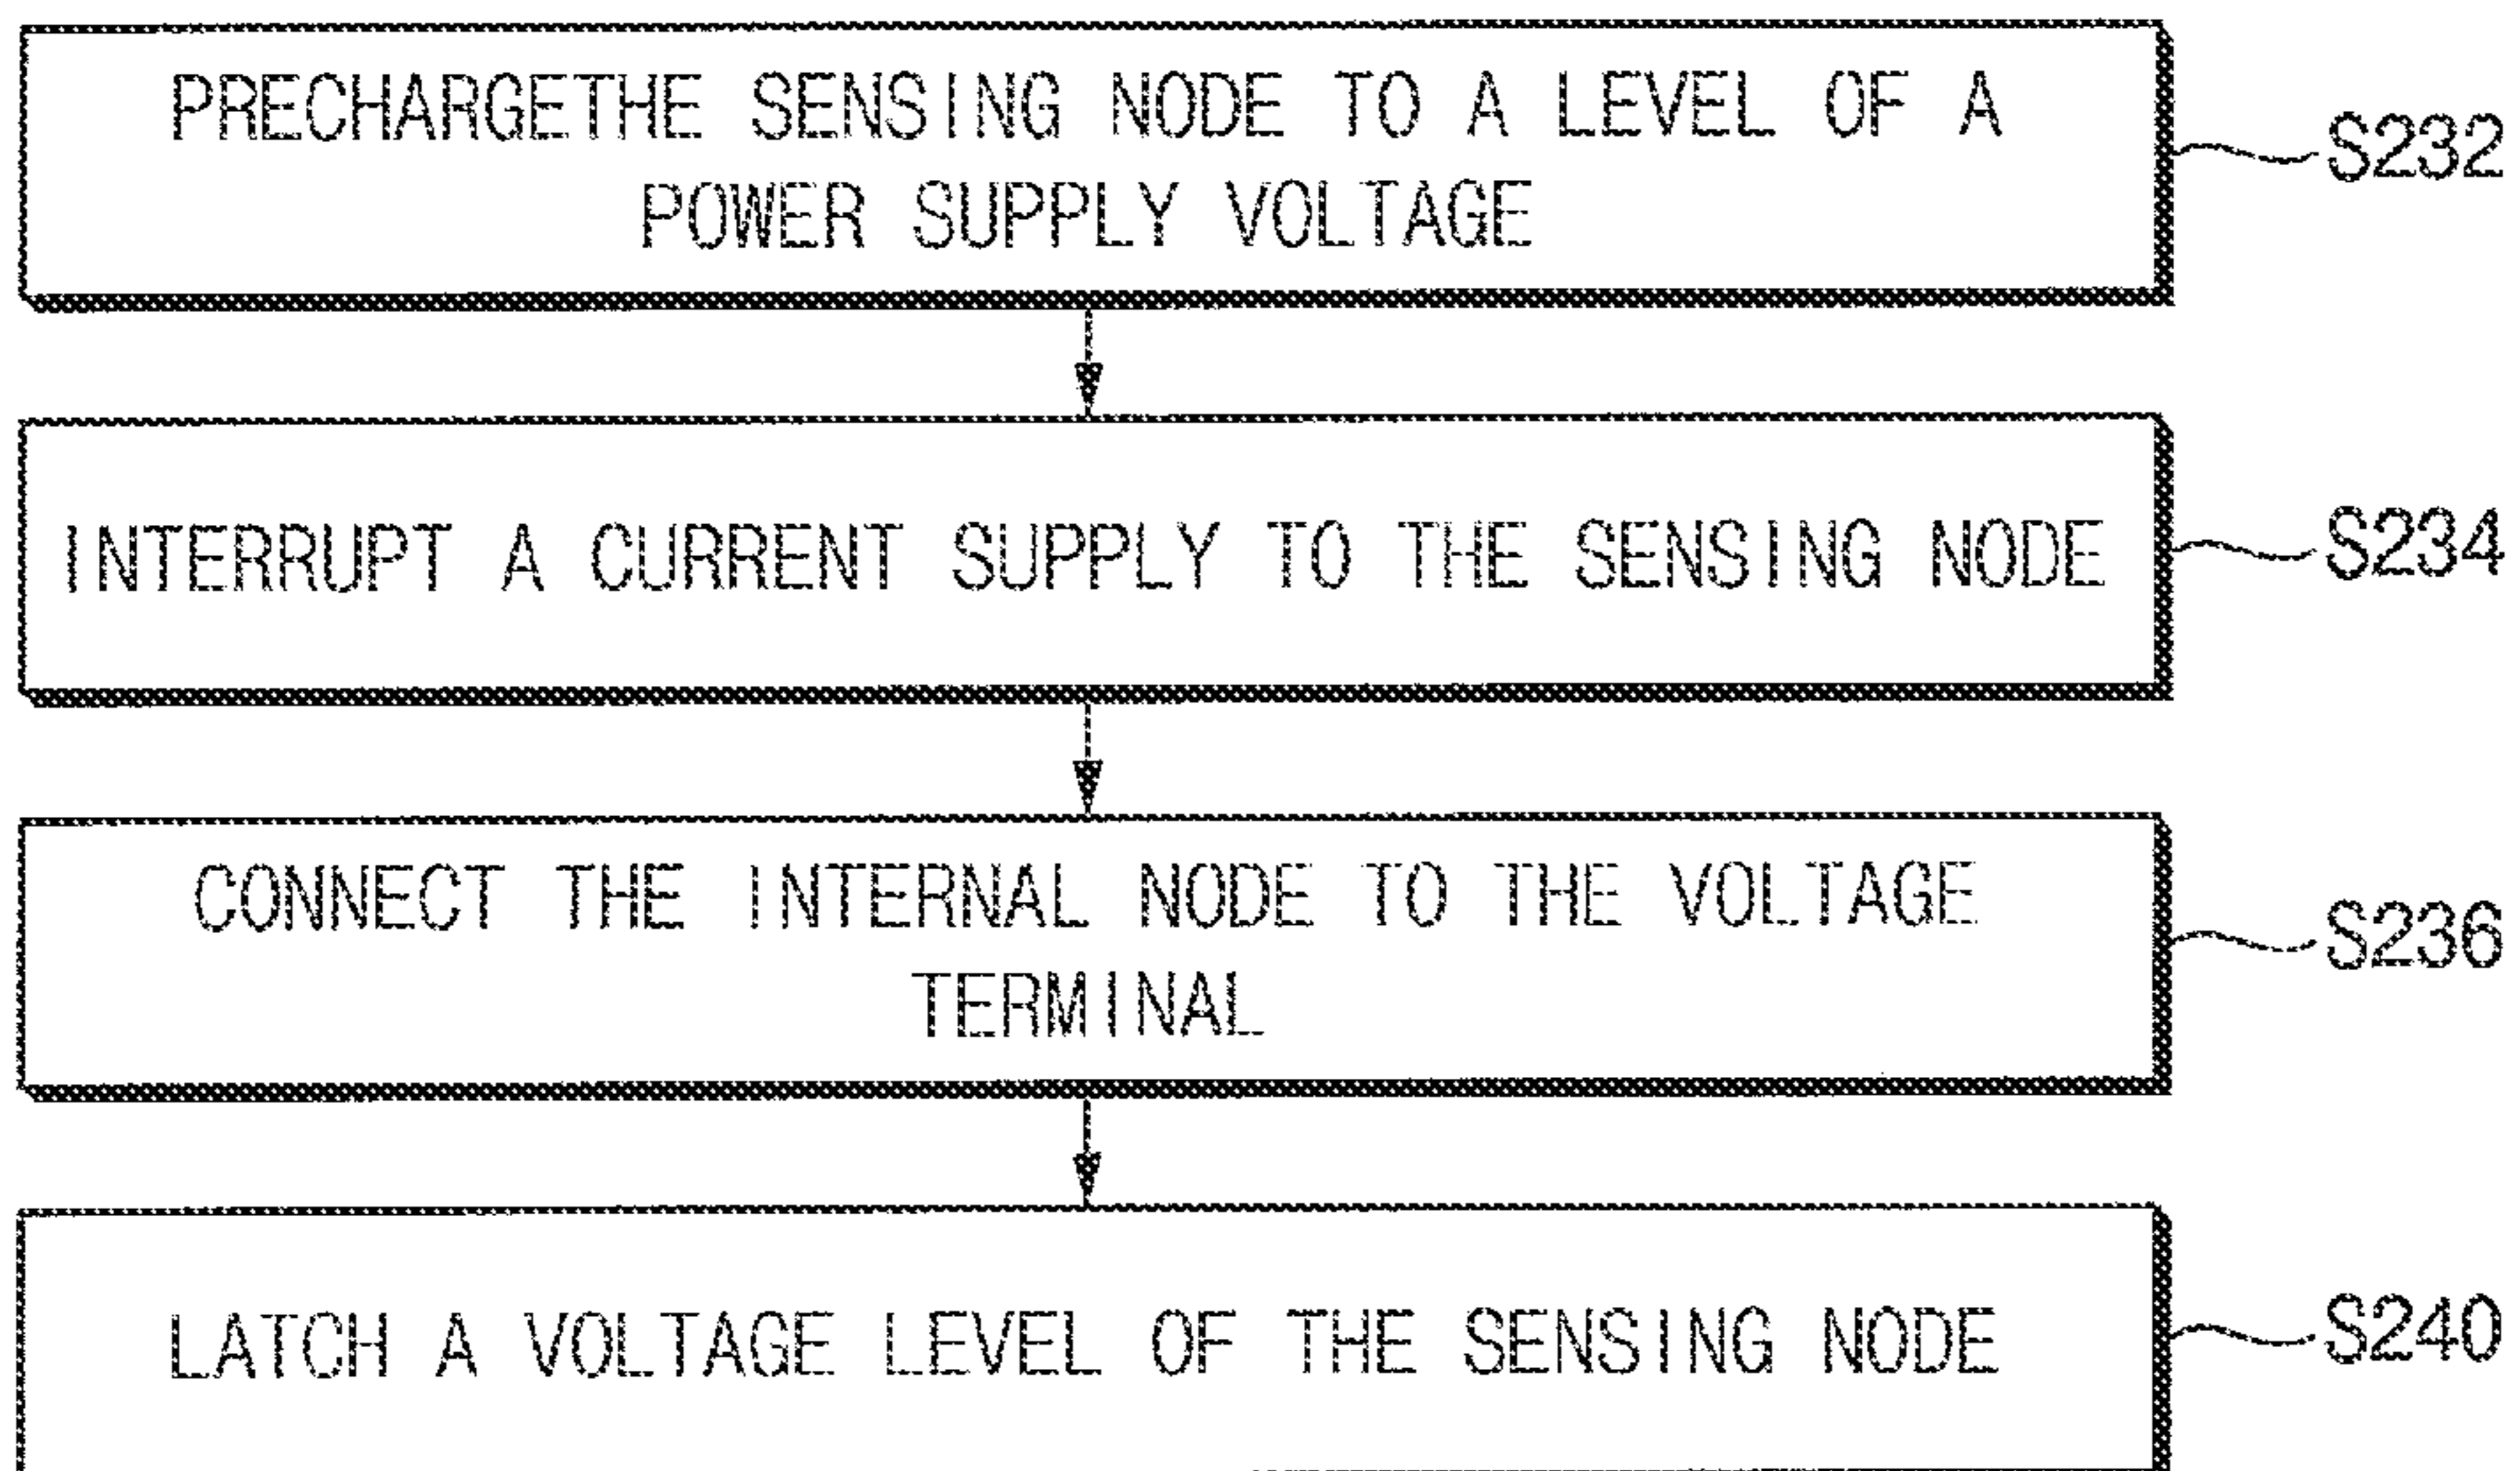 PRECHARGETHE SENSING NODE TO A LEVEL OF A
POWER SUPPLY VOLTAGE
S232
INTERRUPT A CURRENT SUPPLY TO THE SENSING NODE
S234
CONNECT THE INTERNAL NODE TO THE VOLTAGE
TERMINAL
S236
LATCH A VOLTAGE LEVEL OF THE SENSING NODE
S240